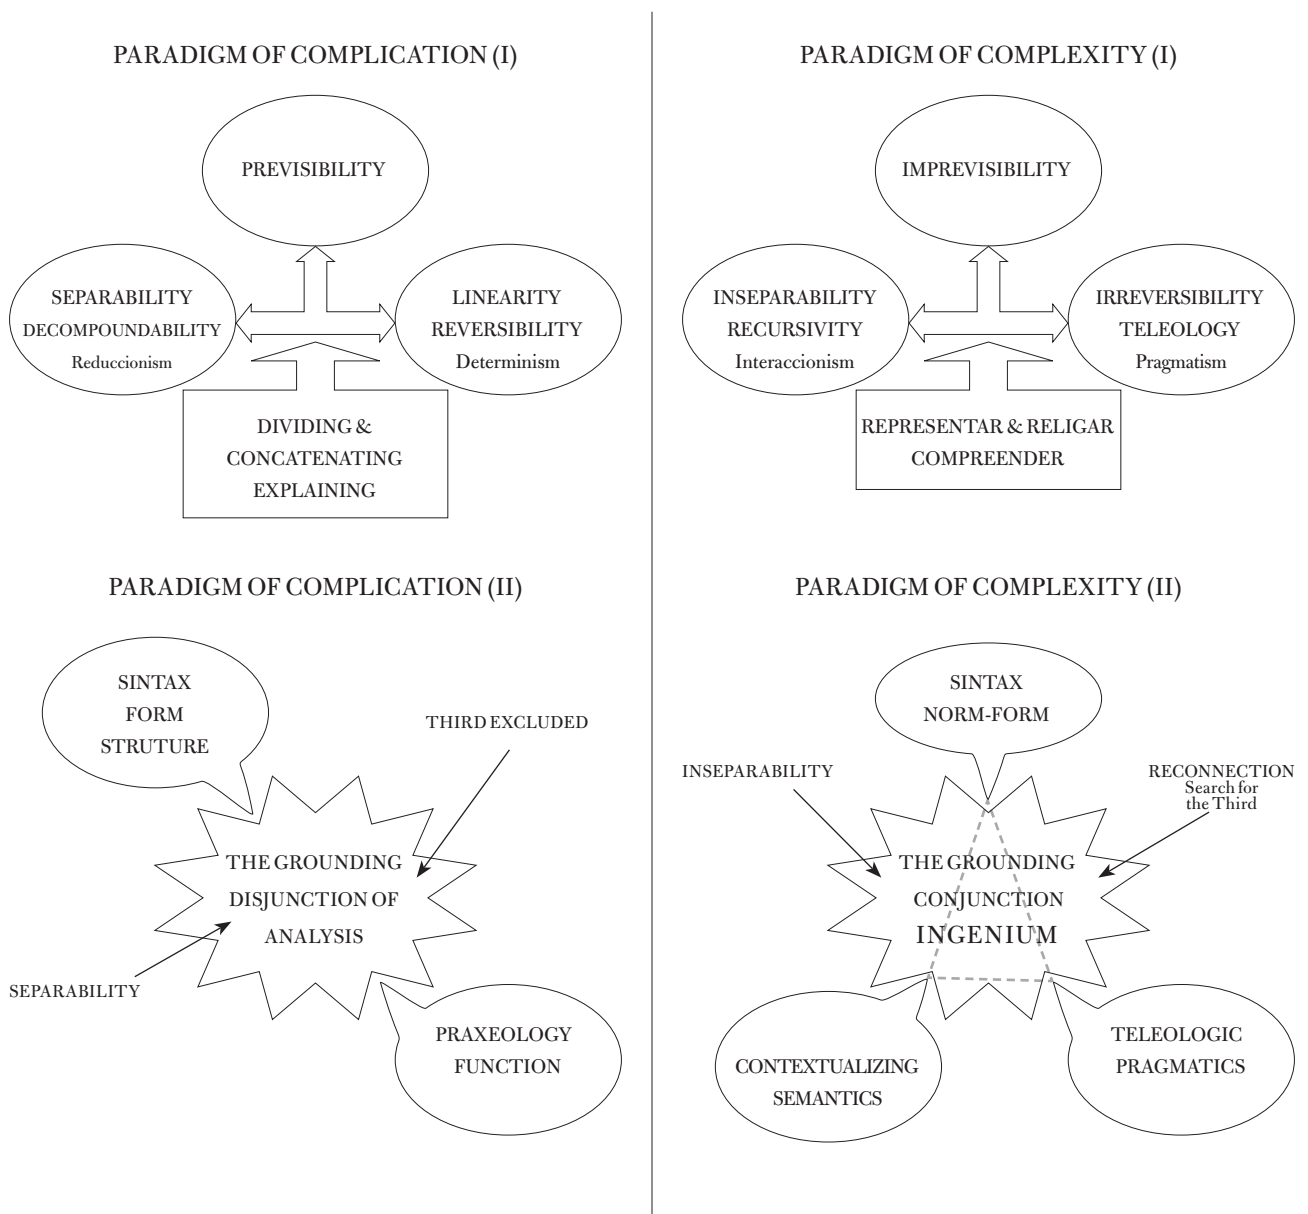 PARADIGM OF COMPLICATION (I)
PREVISIBILITY
SEPARABILITY
DECOMPOUNDABILITY
Reduccionism
LINEARITY
REVERSIBILITY
Determinism
DIVIDING &
CONCATENATING
EXPLAINING
PARADIGM OF COMPLEXITY (I)
IMPREVISIBILITY
INSEPARABILITY
RECURSIVITY
Interaccionism
IRREVERSIBILITY
TELEOLOGY
Pragmatism
REPRESENTAR & RELIGAR
COMPREENDER
PARADIGM OF COMPLICATION (II)
SINTAX
FORM
STRUTURE
THIRD EXCLUDED
THE GROUNDING
DISJUNCTION OF
ANALYSIS
SEPARABILITY
PRAXEOLOGY
FUNCTION
PARADIGM OF COMPLEXITY (II)
SINTAX
NORM-FORM
INSEPARABILITY
RECONNECTION
Search for
the Third
THE GROUNDING
CONJUNCTION
INGENIUM
CONTEXTUALIZING
SEMANTICS
TELEOLOGIC
PRAGMATICS